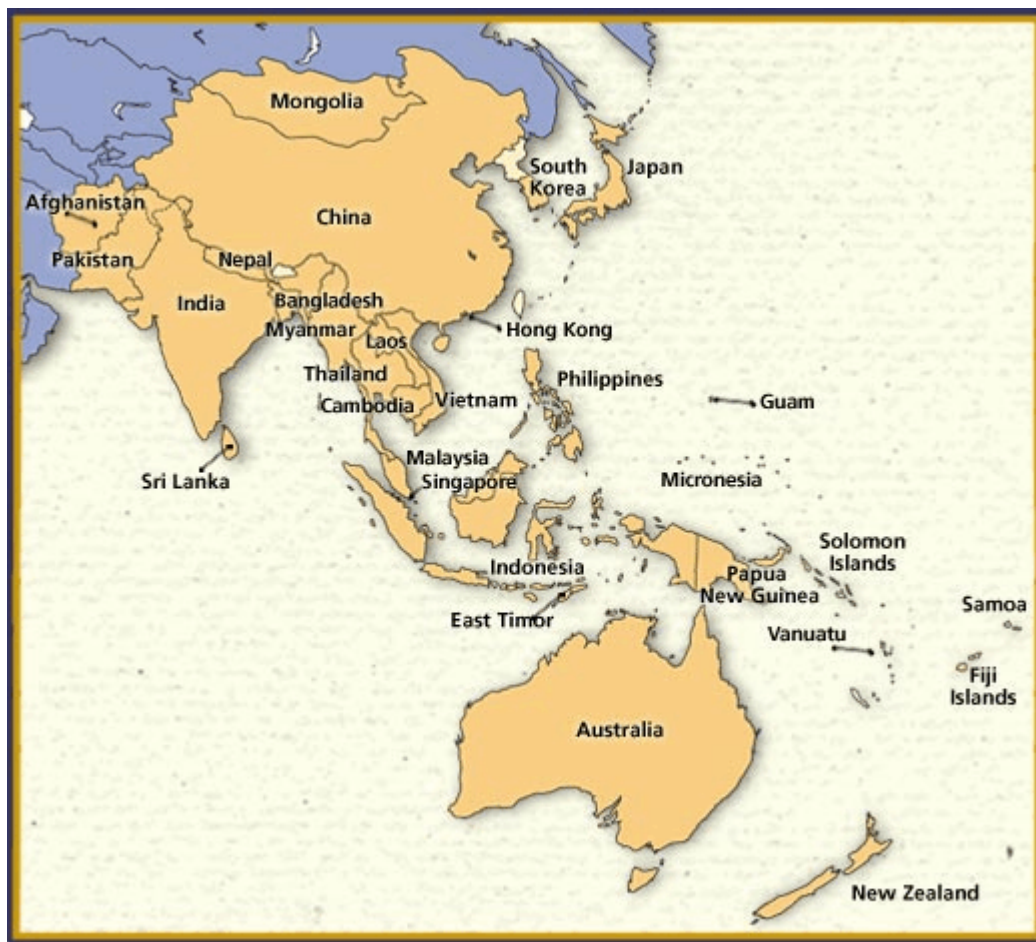 Mongolia
South
Korea
Japan
Afghanistan
China
Pakistan
Nepal
India
Bangladesh
Myanmar
Laos
Hong Kong
Thailand
Philippines
Cambodia
Vietnam
Guam
Malaysia
Singapore
Sri Lanka
Micronesia
Solomon
Islands
Indonesia
Papua
New Guinea
East Timor
Samoa
Vanuatu
Fiji
Islands
Australia
New Zealand